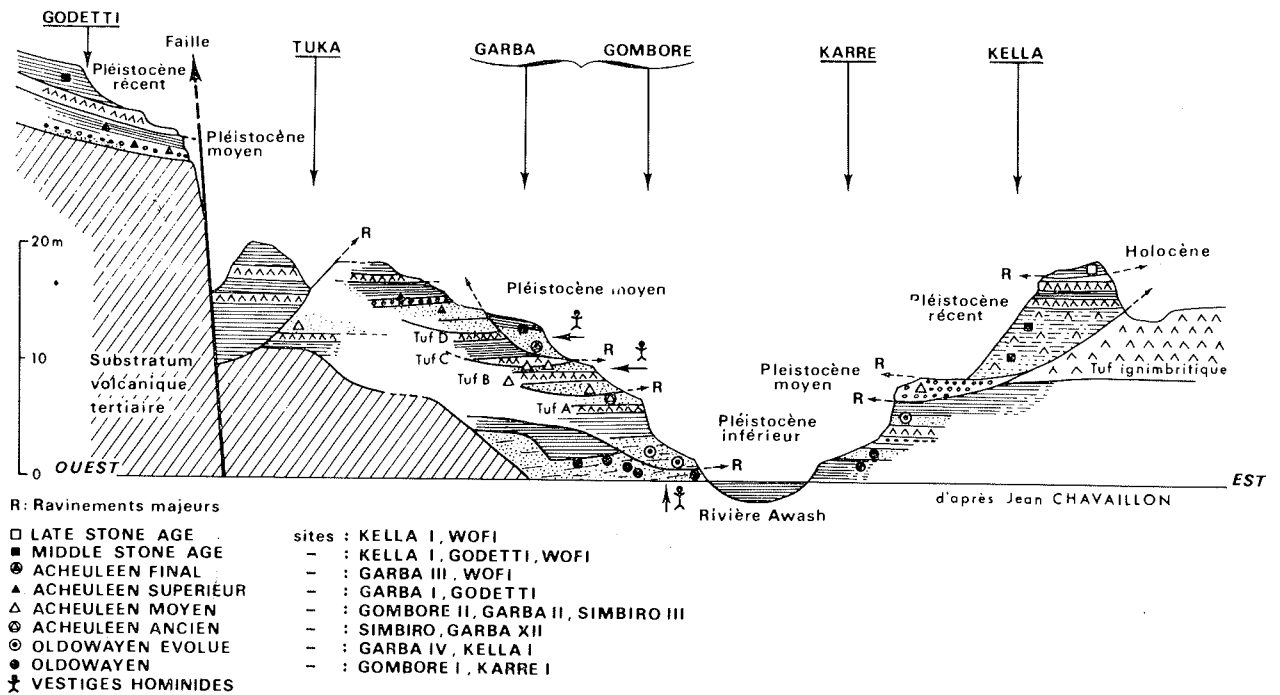 GODETTI
Faille
TUKA
GARBA
GOMBORE
KARRE
KELLA
Pléistocène
récent
Pléistocène
moyen
R
20m
10
0
Substratum
volcanique
tertiaire
Pléistocène moyen
Tuf D
Tuf C
Tuf B
Tuf A
R
R
Pléistocène
inférieur
R
R
Holocène
Pléistocène
récent
R
Pleistocène
moyen
R
Tuf ignimbritique
OUEST
EST
Rivière Awash
d'après Jean CHAVAILLON
R: Ravinements majeurs
LATE STONE AGE sites : KELLA I, WOFI
MIDDLE STONE AGE – : KELLA I, GODETTI, WOFI
ACHEULEEN FINAL – : GARBA III, WOFI
ACHEULEEN SUPERIEUR – : GARBA I, GODETTI
ACHEULEEN MOYEN – : GOMBORE II, GARBA II, SIMBIRO III
ACHEULEEN ANCIEN – : SIMBIRO, GARBA XII
OLDOWAYEN EVOLUE – : GARBA IV, KELLA I
OLDOWAYEN – : GOMBORE I, KARRE I
VESTIGES HOMINIDES